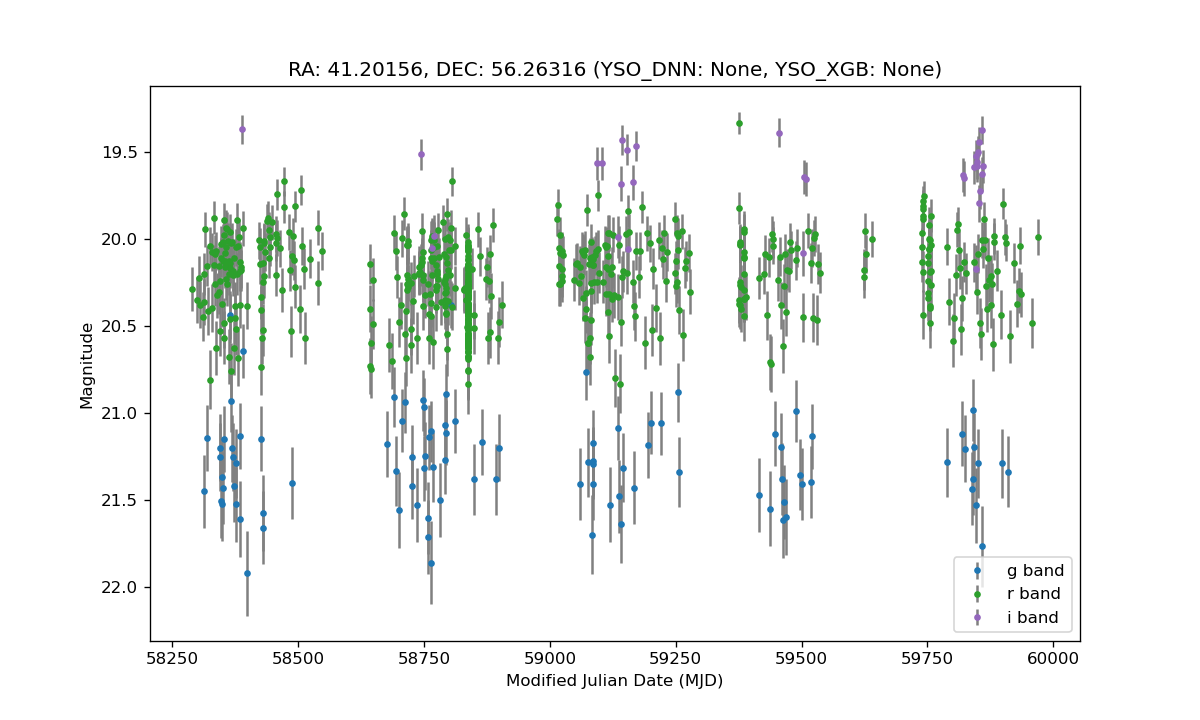 RA: 41.20156, DEC: 56.26316 (YSO_DNN: None, YSO_XGB: None)
19.5
20.0
20.5
21.0
21.5
22.0
Magnitude
58250 58500 58750 59000 59250 59500 59750 60000
Modified Julian Date (MJD)
g band
r band
i band